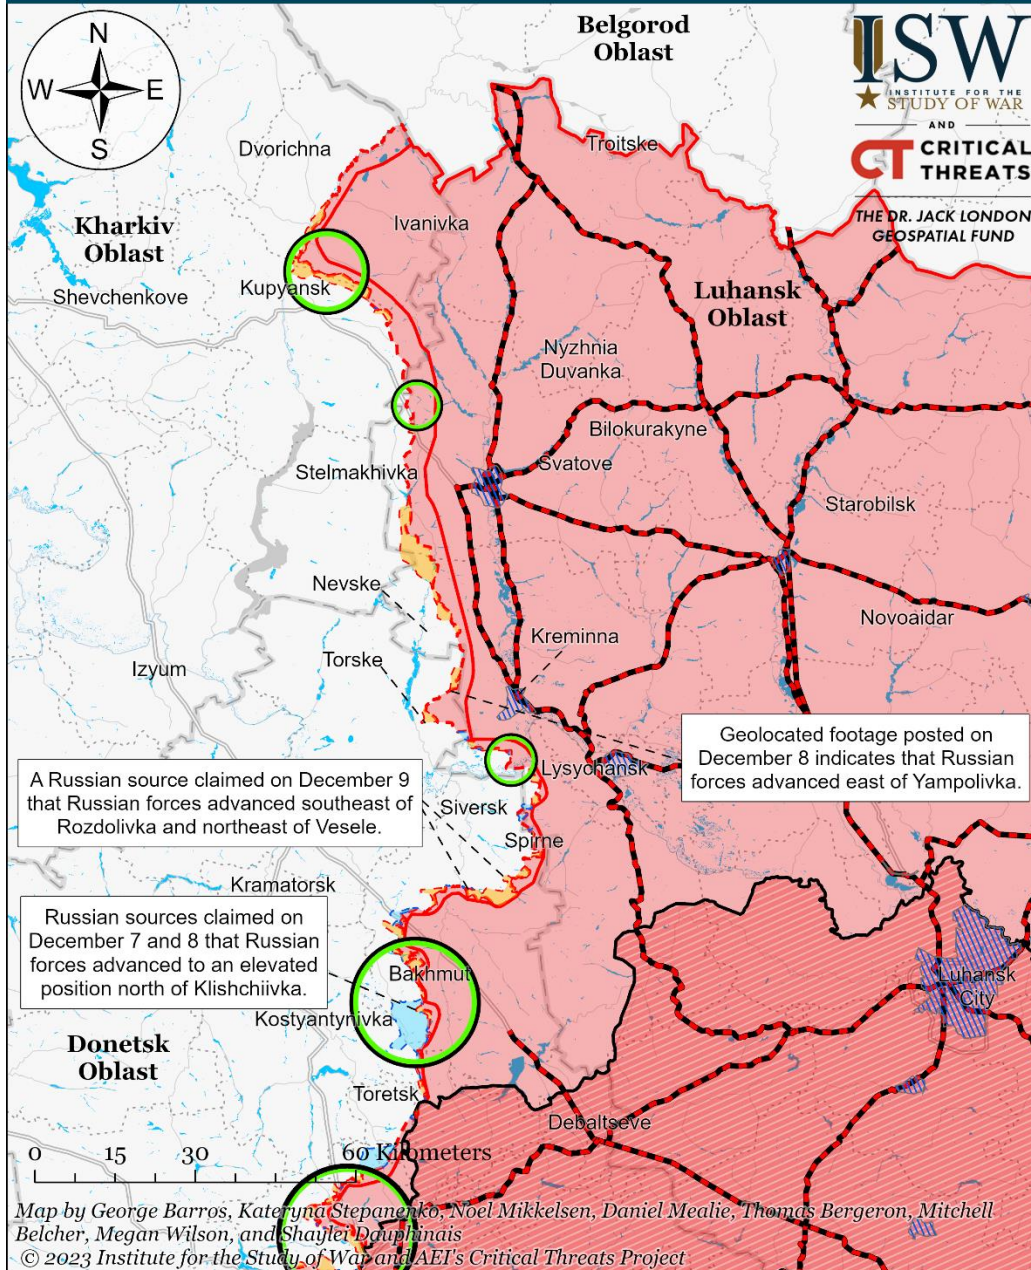 Belgorod
Oblast
ISW
INSTITUTE FOR THE
STUDY OF WAR
AND
CT CRITICAL
THREATS
THE DR. JACK LONDON
GEOSPATIAL FUND
N
W
E
S
Dvorichna
Troitske
Kharkiv
Oblast
Ivanivka
Shevchenkove
Kupyansk
Luhansk
Oblast
Nyzhnia
Duvanka
Bilokurakyne
Stelmakhivka
Svatove
Starobilsk
Nevske
Novoaidar
Kreminna
Torske
Izyum
Geolocated footage posted on
December 8 indicates that Russian
forces advanced east of Yampolivka.
A Russian source claimed on December 9
that Russian forces advanced southeast of
Rozdolivka and northeast of Vesele.
Lysychansk
Siversk
Spirne
Kramatorsk
Russian sources claimed on
December 7 and 8 that Russian
forces advanced to an elevated
position north of Klishchiivka.
Bakhmut
Luhansk
City
Kostyantynivka
Donetsk
Oblast
Toretsk
Debaltseve
0 15 30 60 Kilometers
Map by George Barros, Kateryna Stepanenko, Noel Mikkelsen, Daniel Mealie, Thomas Bergeron, Mitchell
Belcher, Megan Wilson, and Shaylei Dauphinais
© 2023 Institute for the Study of War and AEI's Critical Threats Project